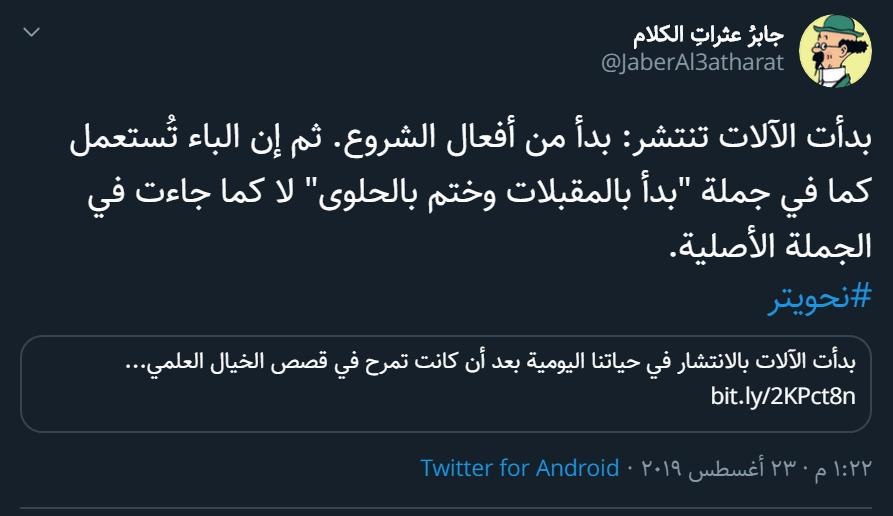 جابرُ عثراتِ الكلام
@JaberAl3atharat
بدأت الآلات تنتشر: بدأ من أفعال الشروع. ثم إن الباء تُستعمل
كما في جملة "بدأ بالمقبلات وختم بالحلوى" لا كما جاءت في
الجملة الأصلية.
#نحويتر
بدأت الآلات بالانتشار في حياتنا اليومية بعد أن كانت تمرح في قصص الخيال العلمي...
bit.ly/2KPct8n
١:٢٢ م · ٢٣ أغسطس ٢٠١٩ · Twitter for Android